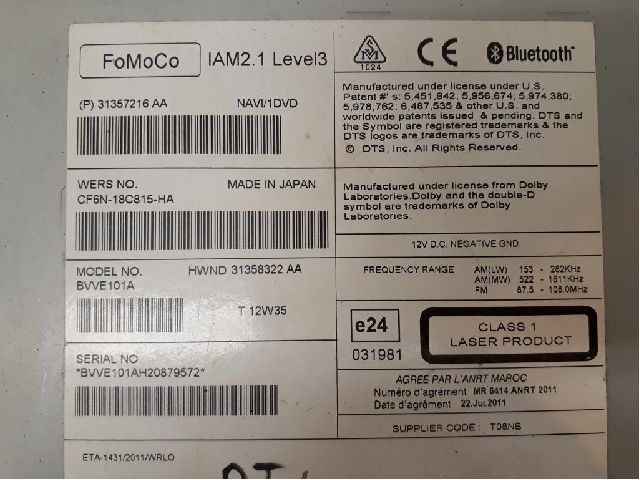 FoMoCo
IAM2.1 Level3
(P) 31357216 AA NAVI/1DVD
WERS NO. MADE IN JAPAN
CF6N-18C815-HA
MODEL NO. HWND 31358322 AA
BVVE101A
T 12W35
SERIAL NO
*BVVE101AH20879572*
ETA-1431/2011/WRLO
1024
CE
Bluetooth
Manufactured under license under U.S.
Patent #' s: 5,451,942; 5,956,674; 5,974,380;
5,978,762; 6,487,535 & other U.S. and
worldwide patents issued & pending. DTS and
the Symbol are registered trademarks & the
DTS logos are trademarks of DTS, Inc.
© DTS, Inc. All Rights Reserved.
Manufactured under license from Dolby
Laboratories.Dolby and the double-D
symbol are trademarks of Dolby
Laboratories.
12V D.C. NEGATIVE GND
FREQUENCY RANGE AM(LW) 153 - 282KHz
AM(MW) 522 - 1611KHz
FM 87.5 - 108.0MHz
e24
031981
CLASS 1
LASER PRODUCT
AGREE PAR L'ANRT MAROC
Numéro d'agrément MR 6414 ANRT 2011
Date d'agrément 22.Jul.2011
SUPPLIER CODE : T08NB